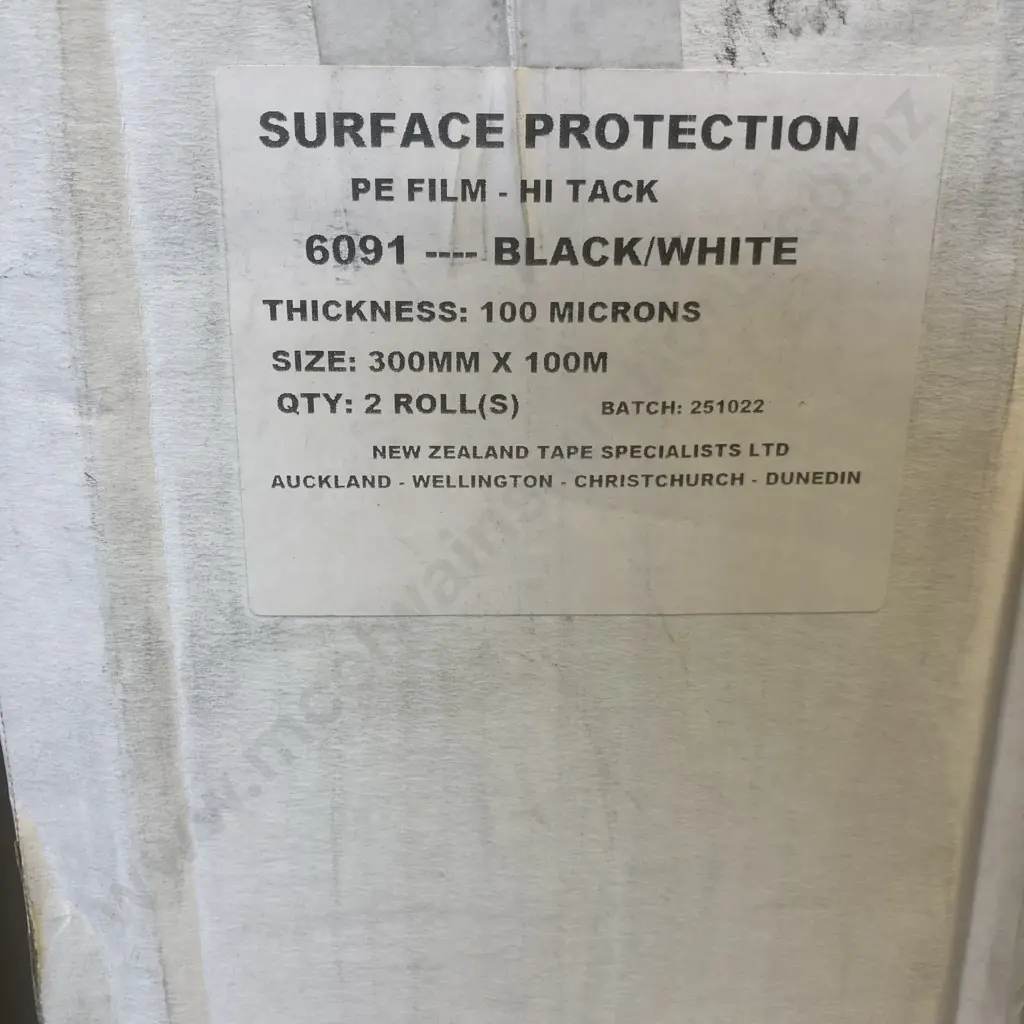 SURFACE PROTECTION
PE FILM - HI TACK
6091 ---- BLACK/WHITE
THICKNESS: 100 MICRONS
SIZE: 300MM X 100M
QTY: 2 ROLL(S) BATCH: 251022
NEW ZEALAND TAPE SPECIALISTS LTD
AUCKLAND - WELLINGTON - CHRISTCHURCH - DUNEDIN